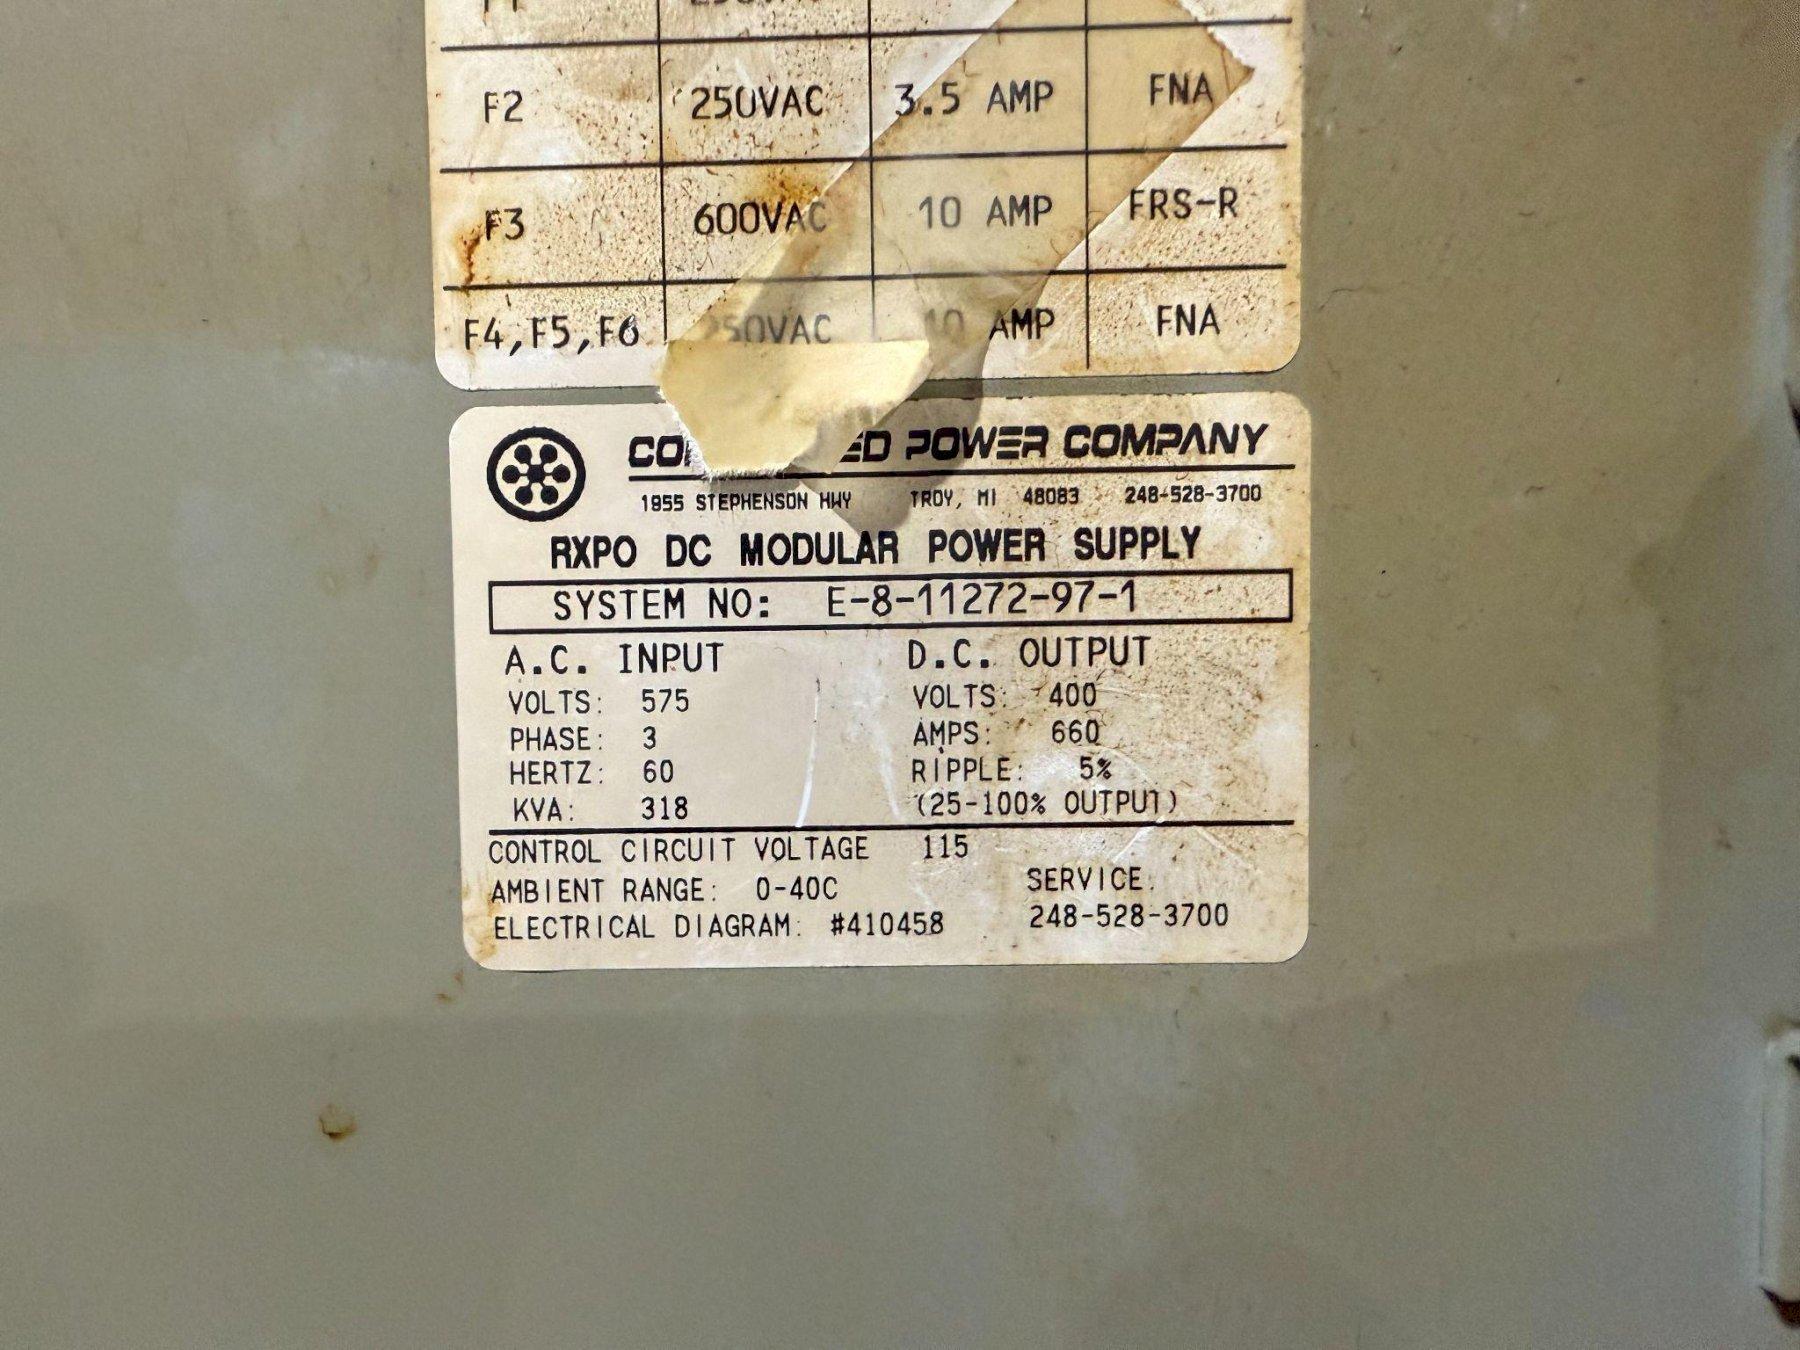 F2 250VAC 3.5 AMP FNA
F3 600VAC 10 AMP FRS-R
F4,F5,F6 250VAC 10 AMP FNA
POWER COMPANY
1955 STEPHENSON HWY TROY, MI 48083 248-528-3700
RXPO DC MODULAR POWER SUPPLY
SYSTEM NO: E-8-11272-97-1
A.C. INPUT D.C. OUTPUT
VOLTS: 575 VOLTS: 400
PHASE: 3 AMPS: 660
HERTZ: 60 RIPPLE: 5%
KVA: 318 (25-100% OUTPUT)
CONTROL CIRCUIT VOLTAGE 115
AMBIENT RANGE: 0-40C SERVICE:
ELECTRICAL DIAGRAM: #410458 248-528-3700